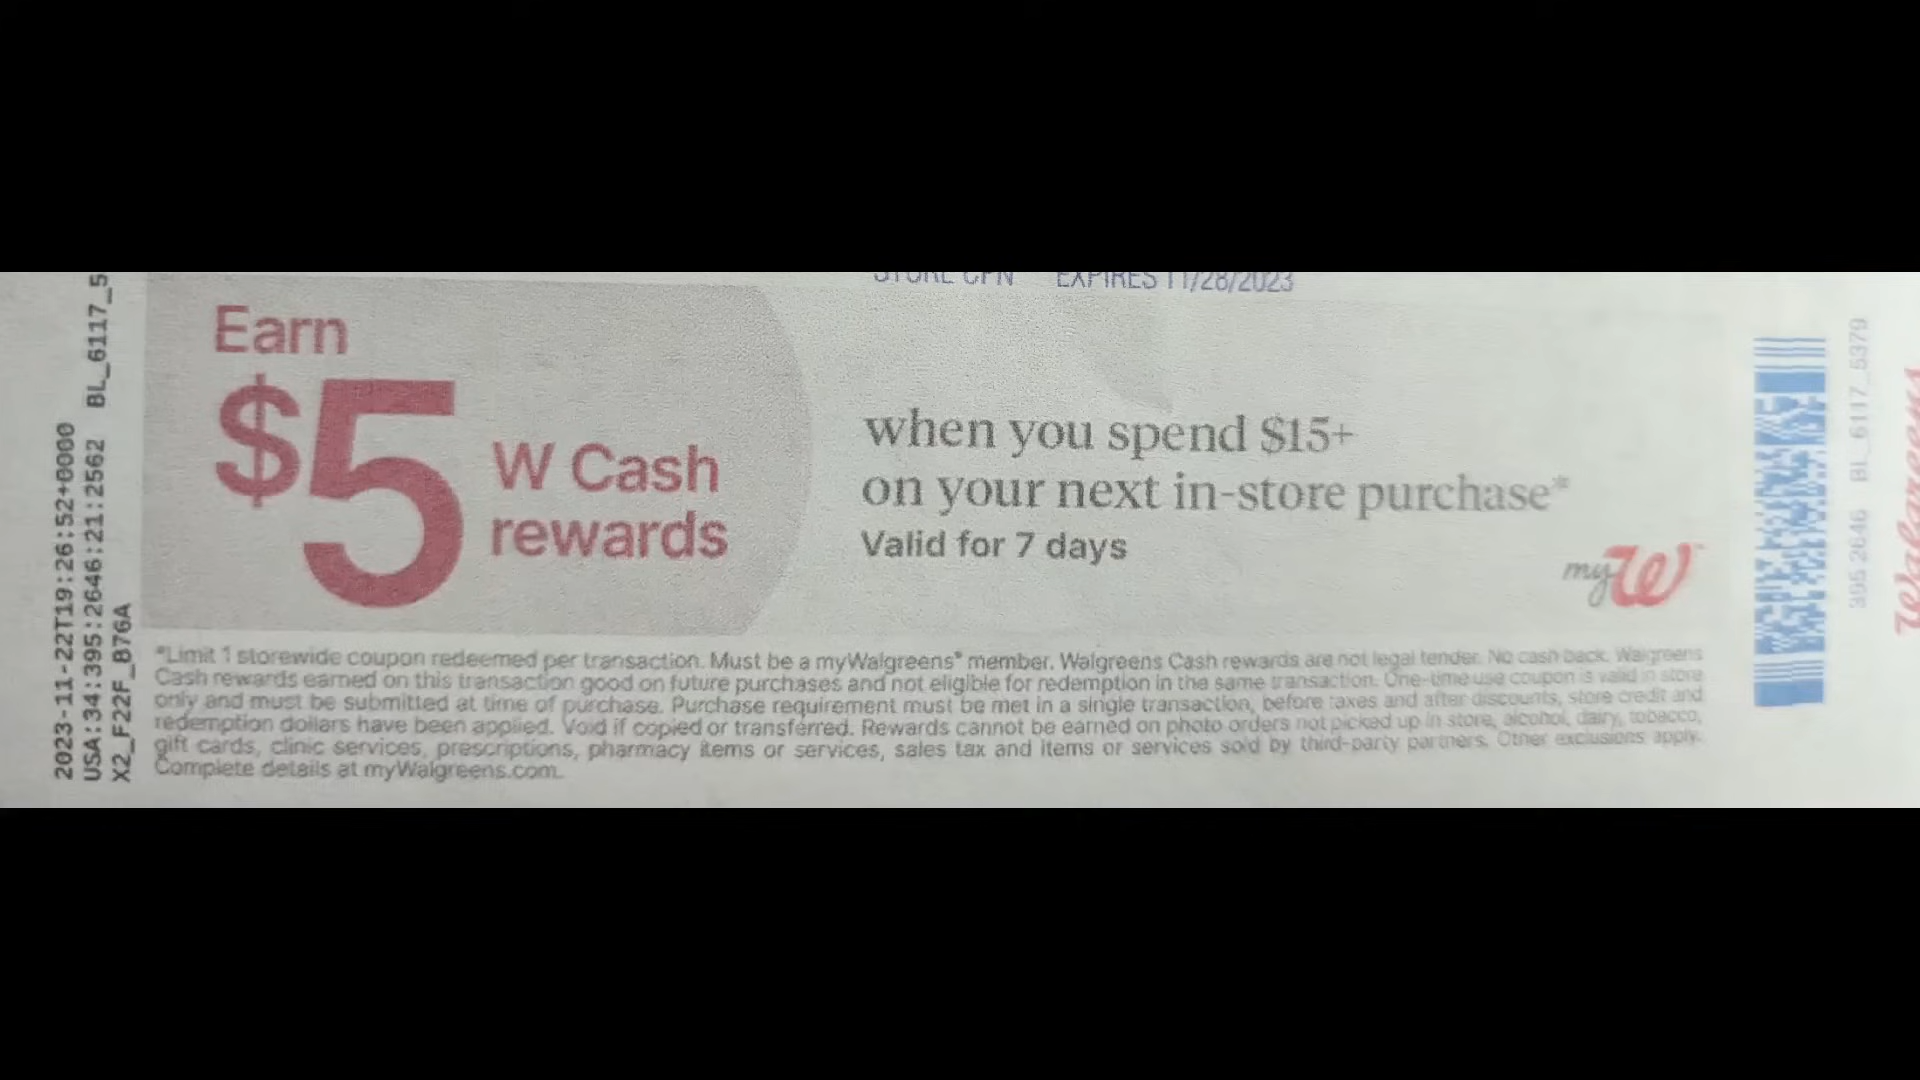 STORE CPN EXPIRES 11/28/2023
Earn
$5
W Cash
rewards
when you spend $15+
on your next in-store purchase*
Valid for 7 days
myW
*Limit 1 storewide coupon redeemed per transaction. Must be a myWalgreens® member. Walgreens Cash rewards are not legal tender. No cash back. Walgreens
Cash rewards earned on this transaction good on future purchases and not eligible for redemption in the same transaction. One-time use coupon is valid in store
only and must be submitted at time of purchase. Purchase requirement must be met in a single transaction, before taxes and after discounts, store credit and
redemption dollars have been applied. Void if copied or transferred. Rewards cannot be earned on photo orders not picked up in store, alcohol, dairy, tobacco,
gift cards, clinic services, prescriptions, pharmacy items or services, sales tax and items or services sold by third-party partners. Other exclusions apply.
Complete details at myWalgreens.com.
2023-11-22T19:26:52+0000
USA:34:395:2646:21:2562 BL_6117_5
X2_F22F_B76A
395 2646 BL_6117_5379
Walgreens